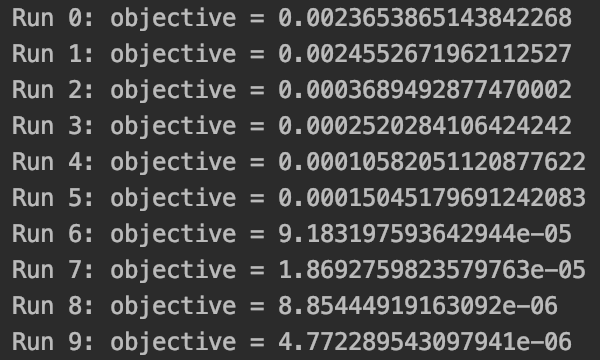 Run 0: objective = 0.0023653865143842268
Run 1: objective = 0.0024552671962112527
Run 2: objective = 0.0003689492877470002
Run 3: objective = 0.0002520284106424242
Run 4: objective = 0.00010582051120877622
Run 5: objective = 0.00015045179691242083
Run 6: objective = 9.183197593642944e-05
Run 7: objective = 1.8692759823579763e-05
Run 8: objective = 8.85444919163092e-06
Run 9: objective = 4.772289543097941e-06